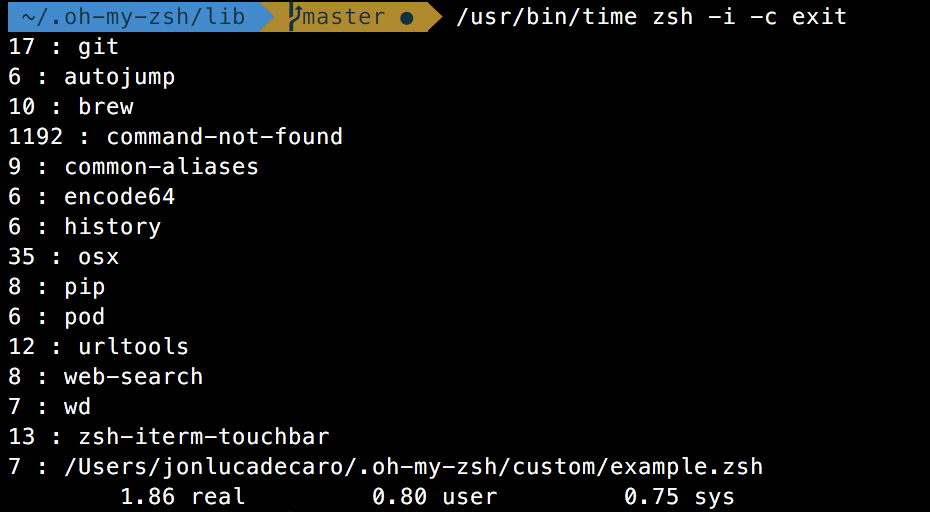 ~/.oh-my-zsh/lib master ● /usr/bin/time zsh -i -c exit
17 : git
6 : autojump
10 : brew
1192 : command-not-found
9 : common-aliases
6 : encode64
6 : history
35 : osx
8 : pip
6 : pod
12 : urltools
8 : web-search
7 : wd
13 : zsh-iterm-touchbar
7 : /Users/jonlucadecaro/.oh-my-zsh/custom/example.zsh
1.86 real 0.80 user 0.75 sys